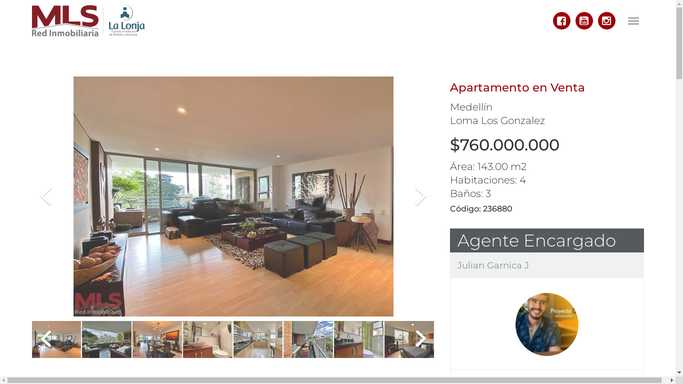 MLS
Red Inmobiliaria
La Lonja
Apartamento en Venta
Medellín
Loma Los Gonzalez
$760.000.000
Área: 143.00 m2
Habitaciones: 4
Baños: 3
Código: 236880
Agente Encargado
Julian Garnica J
MLS
Red Inmobiliaria